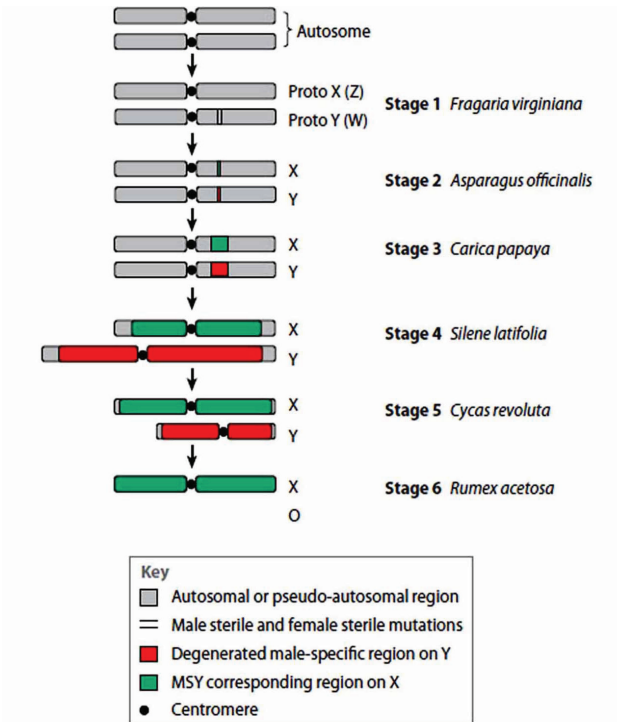 Autosome
Proto X (Z)
Proto Y (W)
Stage 1 Fragaria virginiana
X
Y
Stage 2 Asparagus officinalis
X
Y
Stage 3 Carica papaya
X
Y
Stage 4 Silene latifolia
X
Y
Stage 5 Cycas revoluta
X
O
Stage 6 Rumex acetosa
Key
Autosomal or pseudo-autosomal region
Male sterile and female sterile mutations
Degenerated male-specific region on Y
MSY corresponding region on X
Centromere